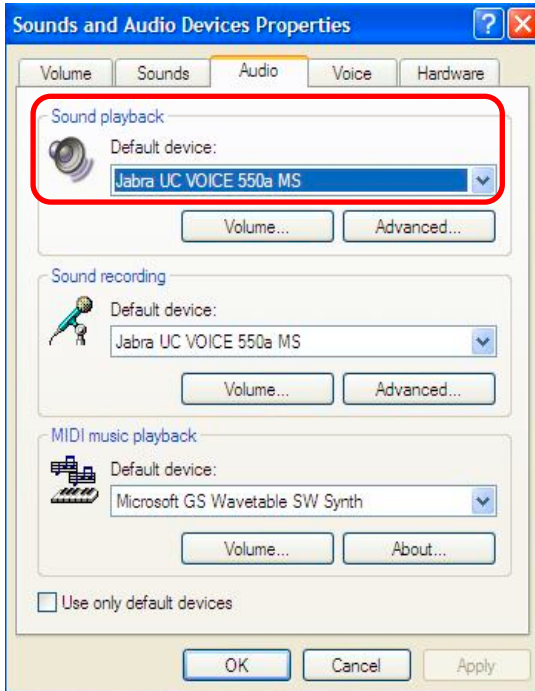 Sounds and Audio Devices Properties
Volume Sounds Audio Voice Hardware
Sound playback
Default device:
Jabra UC VOICE 550a MS
Volume... Advanced...
Sound recording
Default device:
Jabra UC VOICE 550a MS
Volume... Advanced...
MIDI music playback
Default device:
Microsoft GS Wavetable SW Synth
Volume... About...
Use only default devices
OK Cancel Apply